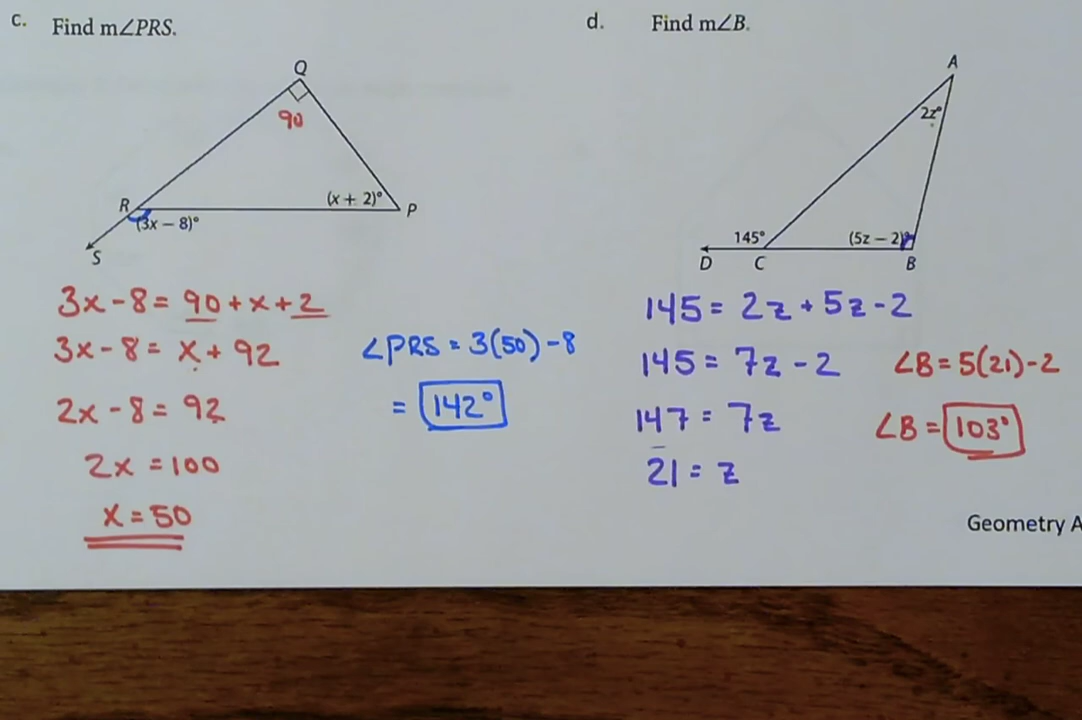 c. Find m∠PRS.
Q
90
R
(x + 2)°
P
(3x − 8)°
S
3x - 8 = 90 + x + 2
3x - 8 = x + 92
2x - 8 = 92
2x = 100
x = 50
∠PRS = 3(50) - 8
= 142°
d. Find m∠B.
A
2z°
145°
(5z − 2)°
D
C
B
145 = 2z + 5z - 2
145 = 7z - 2
147 = 7z
21 = z
∠B = 5(21) - 2
∠B = 103°
Geometry A